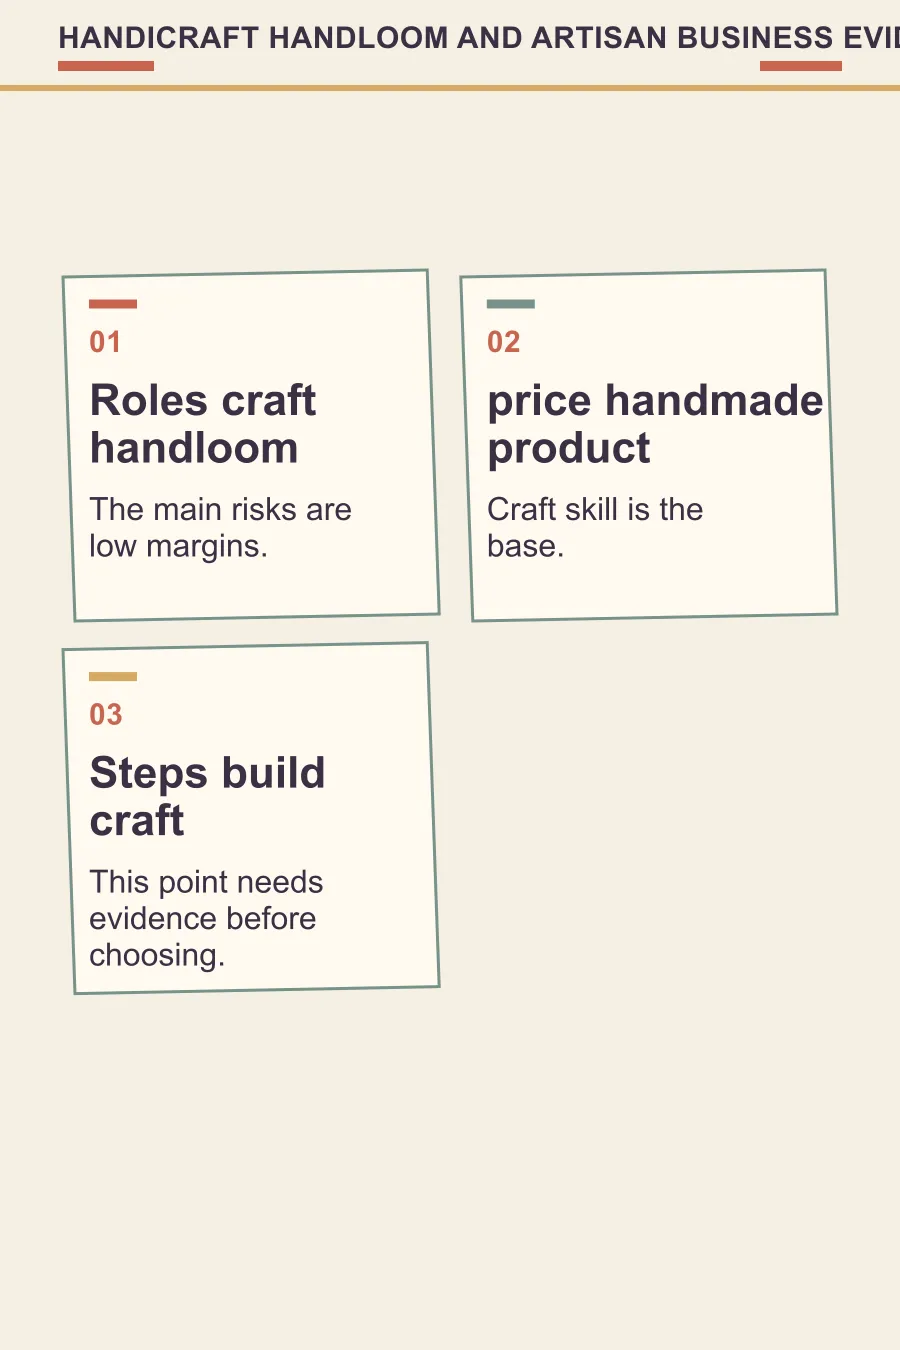 HANDICRAFT HANDLOOM AND ARTISAN BUSINESS
01
Roles craft
handloom
The main risks are
low margins.
02
price handmade
product
Craft skill is the
base.
03
Steps build
craft
This point needs
evidence before
choosing.